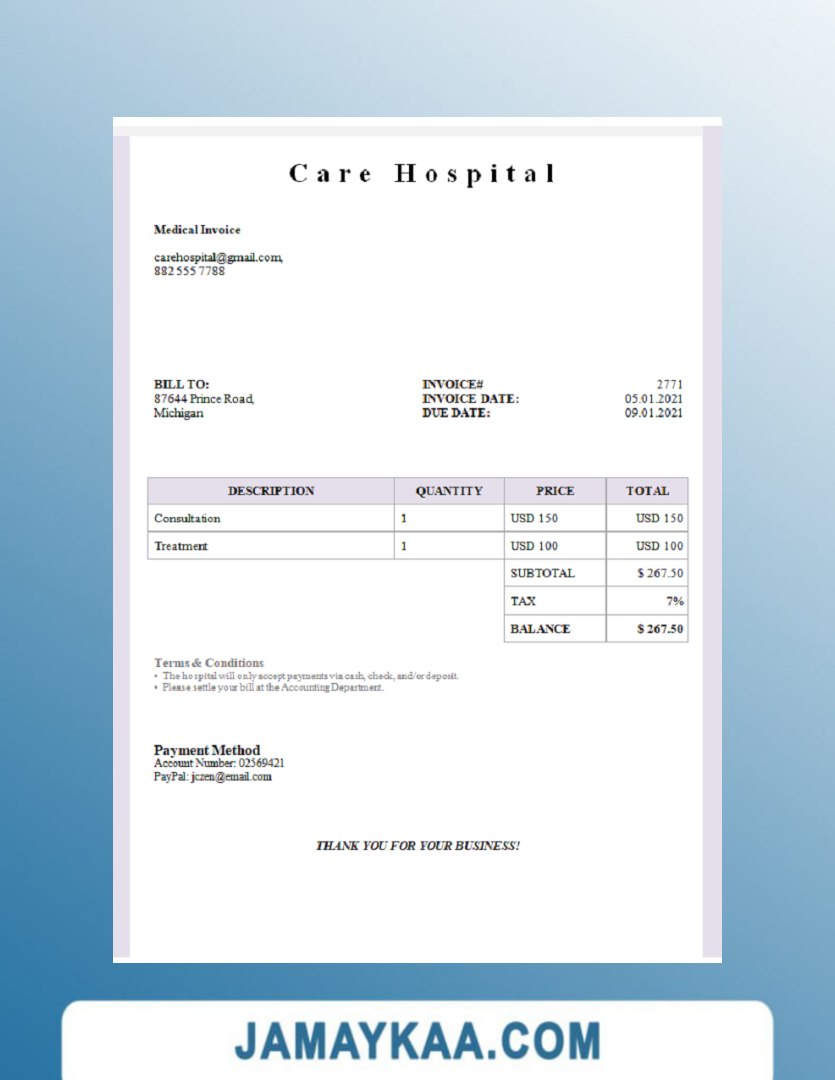 Care Hospital
Medical Invoice
carehospital@gmail.com,
882 555 7788
BILL TO:
87644 Prince Road,
Michigan
INVOICE# 2771
INVOICE DATE: 05.01.2021
DUE DATE: 09.01.2021
DESCRIPTION QUANTITY PRICE TOTAL
Consultation 1 USD 150 USD 150
Treatment 1 USD 100 USD 100
SUBTOTAL $ 267.50
TAX 7%
BALANCE $ 267.50
Terms & Conditions
• The hospital will only accept payments via cash, check, and/or deposit.
• Please settle your bill at the Accounting Department.
Payment Method
Account Number: 02569421
PayPal: jczen@email.com
THANK YOU FOR YOUR BUSINESS!
JAMAYKAA.COM